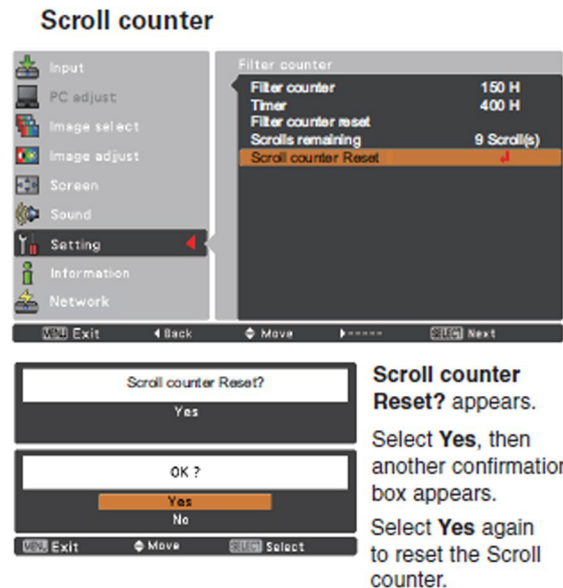 Scroll counter
Input
PC adjust
Image select
Image adjust
Screen
Sound
Setting
Information
Network
Filter counter
Filter counter 150 H
Timer 400 H
Filter counter reset
Scrolls remaining 9 Scroll(s)
Scroll counter Reset
MENU Exit Back Move ----- SELECT Next
Scroll counter Reset?
Yes
OK ?
Yes
No
MENU Exit Move SELECT Select
Scroll counter
Reset? appears.
Select Yes, then
another confirmation
box appears.
Select Yes again
to reset the Scroll
counter.